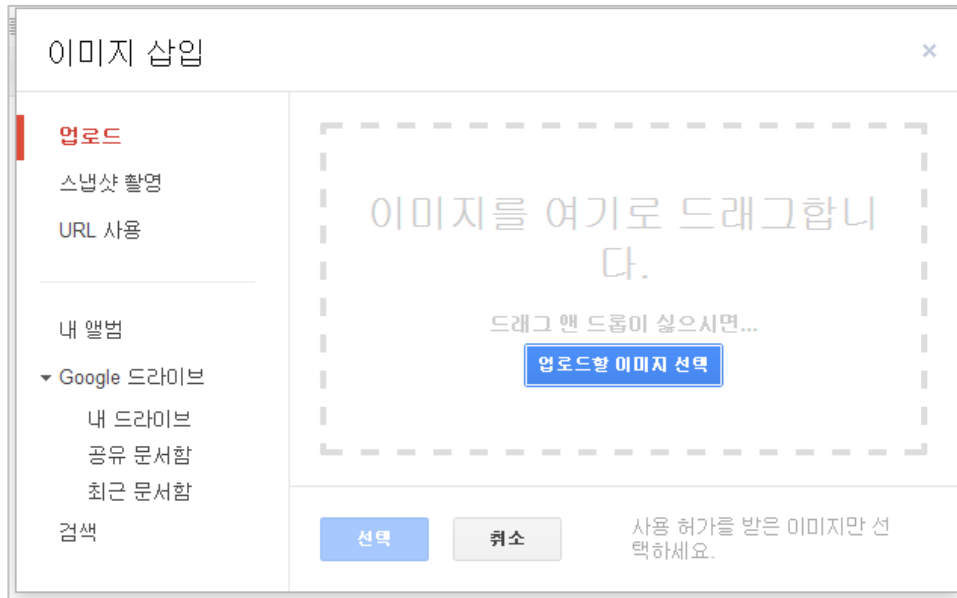 이미지 삽입
×
업로드
스냅샷 촬영
URL 사용
내 앨범
Google 드라이브
내 드라이브
공유 문서함
최근 문서함
검색
이미지를 여기로 드래그합니
다.
드래그 앤 드롭이 싫으시면...
업로드할 이미지 선택
선택
취소
사용 허가를 받은 이미지만 선
택하세요.